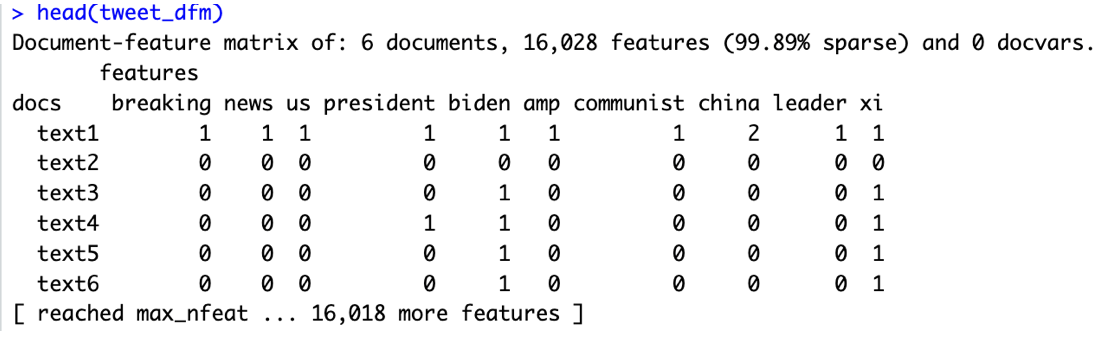 > head(tweet_dfm)
Document-feature matrix of: 6 documents, 16,028 features (99.89% sparse) and 0 docvars.
       features
docs    breaking news us president biden amp communist china leader xi
  text1        1    1  1         1     1   1         1     2      1  1
  text2        0    0  0         0     0   0         0     0      0  0
  text3        0    0  0         0     1   0         0     0      0  1
  text4        0    0  0         1     1   0         0     0      0  1
  text5        0    0  0         0     1   0         0     0      0  1
  text6        0    0  0         0     1   0         0     0      0  1
[ reached max_nfeat ... 16,018 more features ]